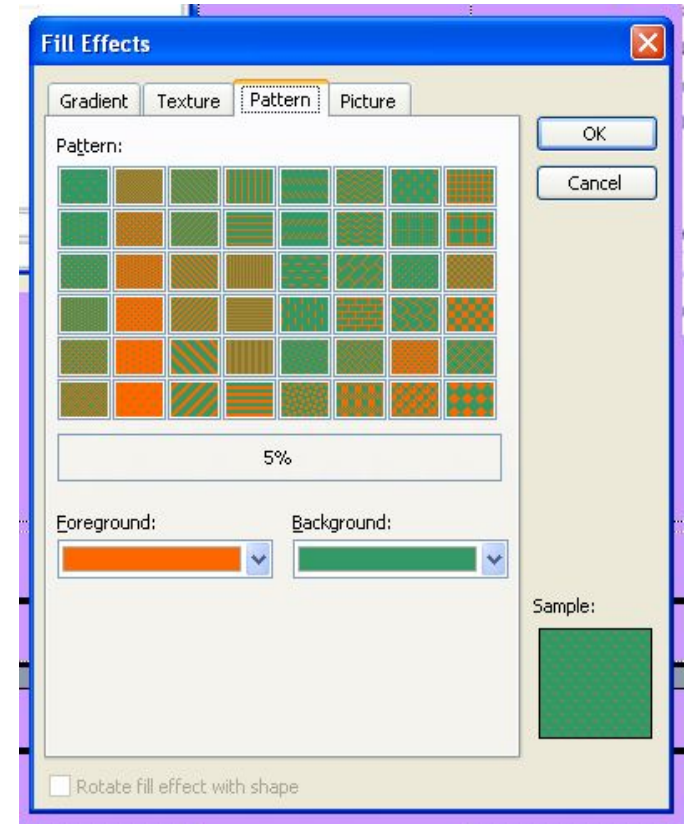 Fill Effects
Gradient Texture Pattern Picture
OK
Pattern:
Cancel
5%
Foreground: Background:
Sample:
Rotate fill effect with shape